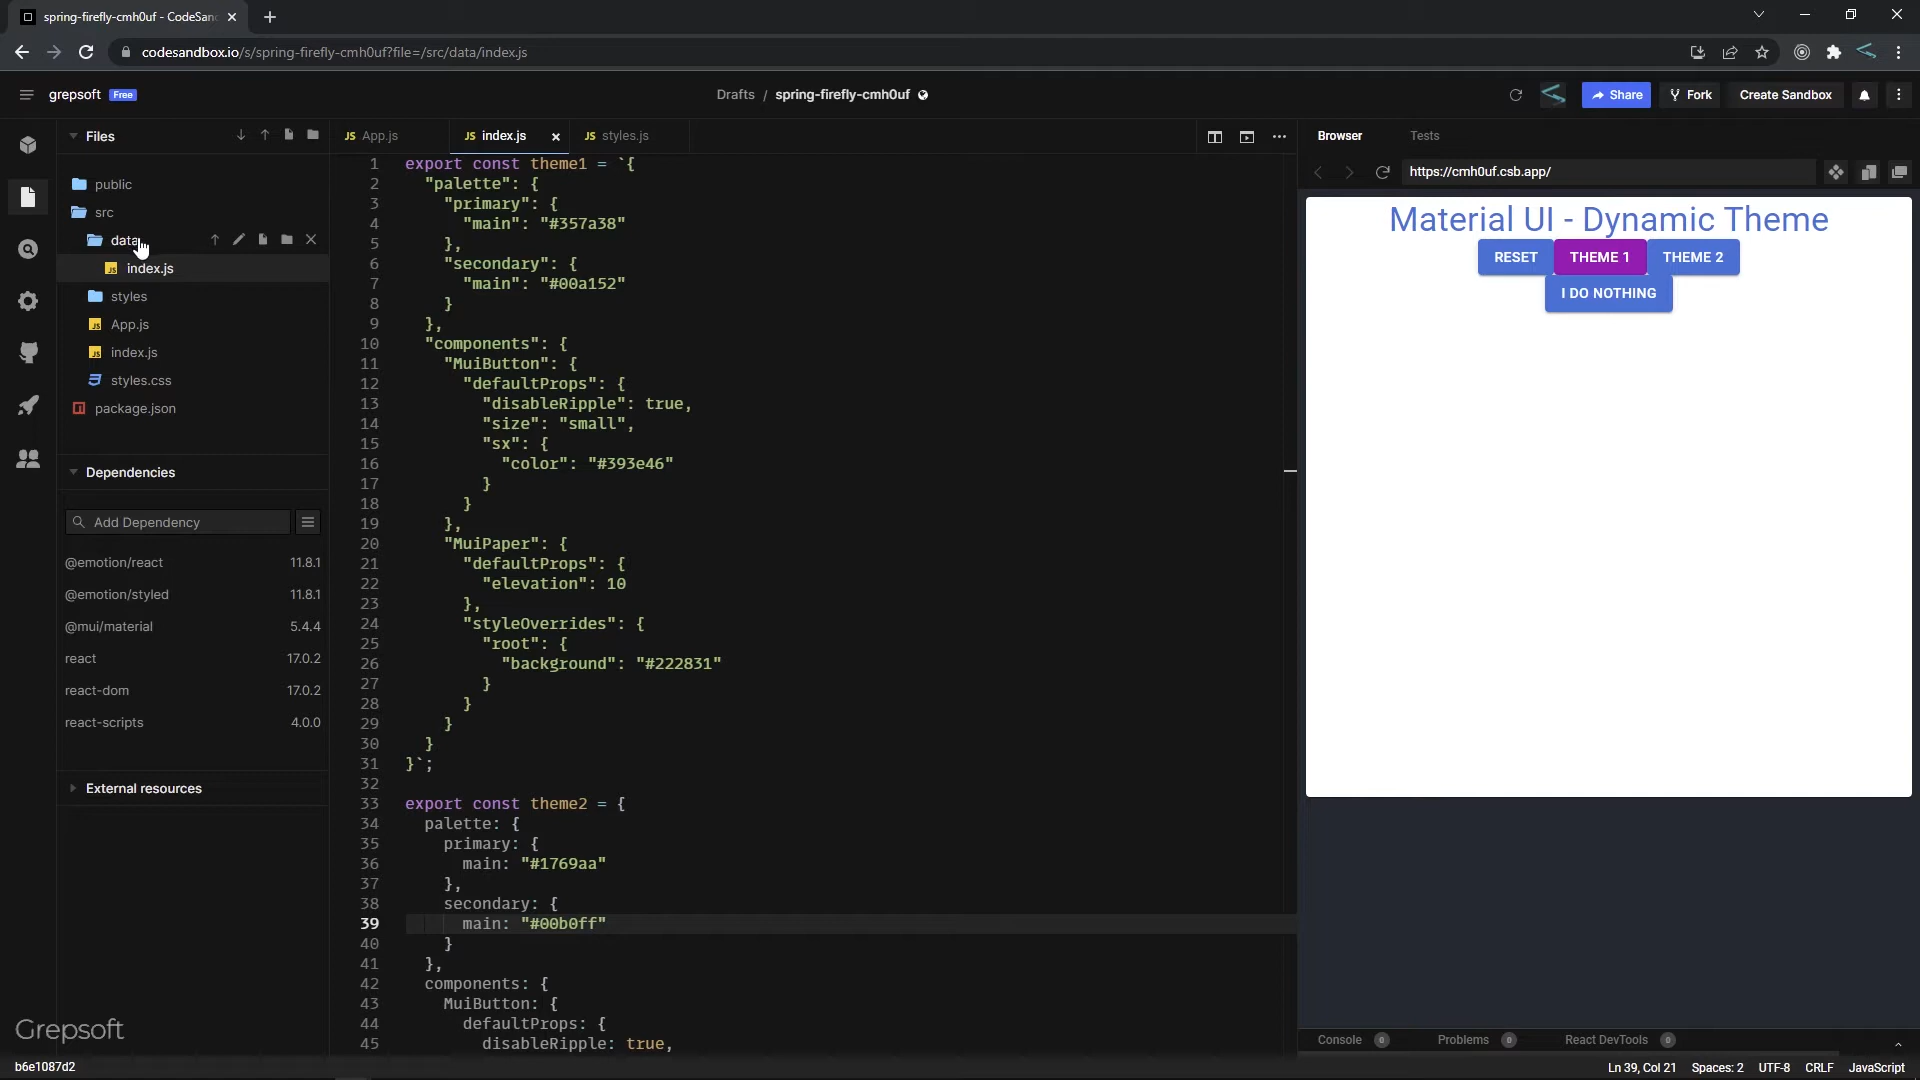 spring-firefly-cmh0uf - CodeSan
codesandbox.io/s/spring-firefly-cmh0uf?file=/src/data/index.js
grepsoft Free
Drafts / spring-firefly-cmh0uf
Share
Fork
Create Sandbox
Files
public
src
data
index.js
styles
App.js
index.js
styles.css
package.json
Dependencies
Add Dependency
@emotion/react 11.8.1
@emotion/styled 11.8.1
@mui/material 5.4.4
react 17.0.2
react-dom 17.0.2
react-scripts 4.0.0
External resources
Grepsoft
b6e1087d2
JS App.js
JS index.js
JS styles.js
1 export const theme1 = `{
2 "palette": {
3 "primary": {
4 "main": "#357a38"
5 },
6 "secondary": {
7 "main": "#00a152"
8 }
9 },
10 "components": {
11 "MuiButton": {
12 "defaultProps": {
13 "disableRipple": true,
14 "size": "small",
15 "sx": {
16 "color": "#393e46"
17 }
18 }
19 },
20 "MuiPaper": {
21 "defaultProps": {
22 "elevation": 10
23 },
24 "styleOverrides": {
25 "root": {
26 "background": "#222831"
27 }
28 }
29 }
30 }
31 }`;
32
33 export const theme2 = {
34 palette: {
35 primary: {
36 main: "#1769aa"
37 },
38 secondary: {
39 main: "#00b0ff"
40 }
41 },
42 components: {
43 MuiButton: {
44 defaultProps: {
45 disableRipple: true,
Browser
Tests
https://cmh0uf.csb.app/
Material UI - Dynamic Theme
RESET
THEME 1
THEME 2
I DO NOTHING
Console 0
Problems 0
React DevTools 0
Ln 39, Col 21
Spaces: 2
UTF-8
CRLF
JavaScript